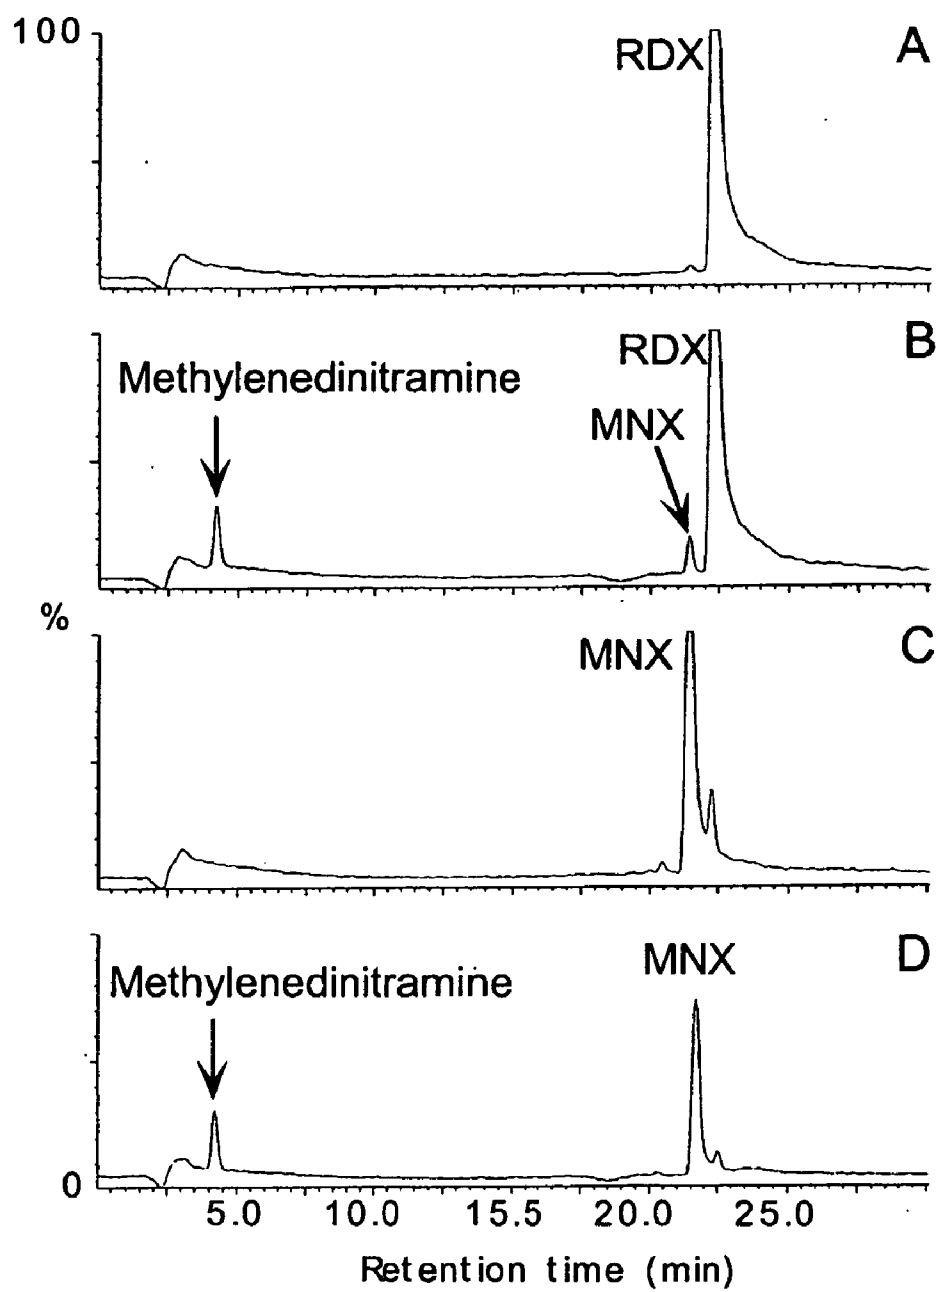 100
RDX
A
RDX
B
Methylenedinitramine
MNX
%
MNX
C
MNX
D
Methylenedinitramine
0
5.0 10.0 15.5 20.0 25.0
Retention time (min)